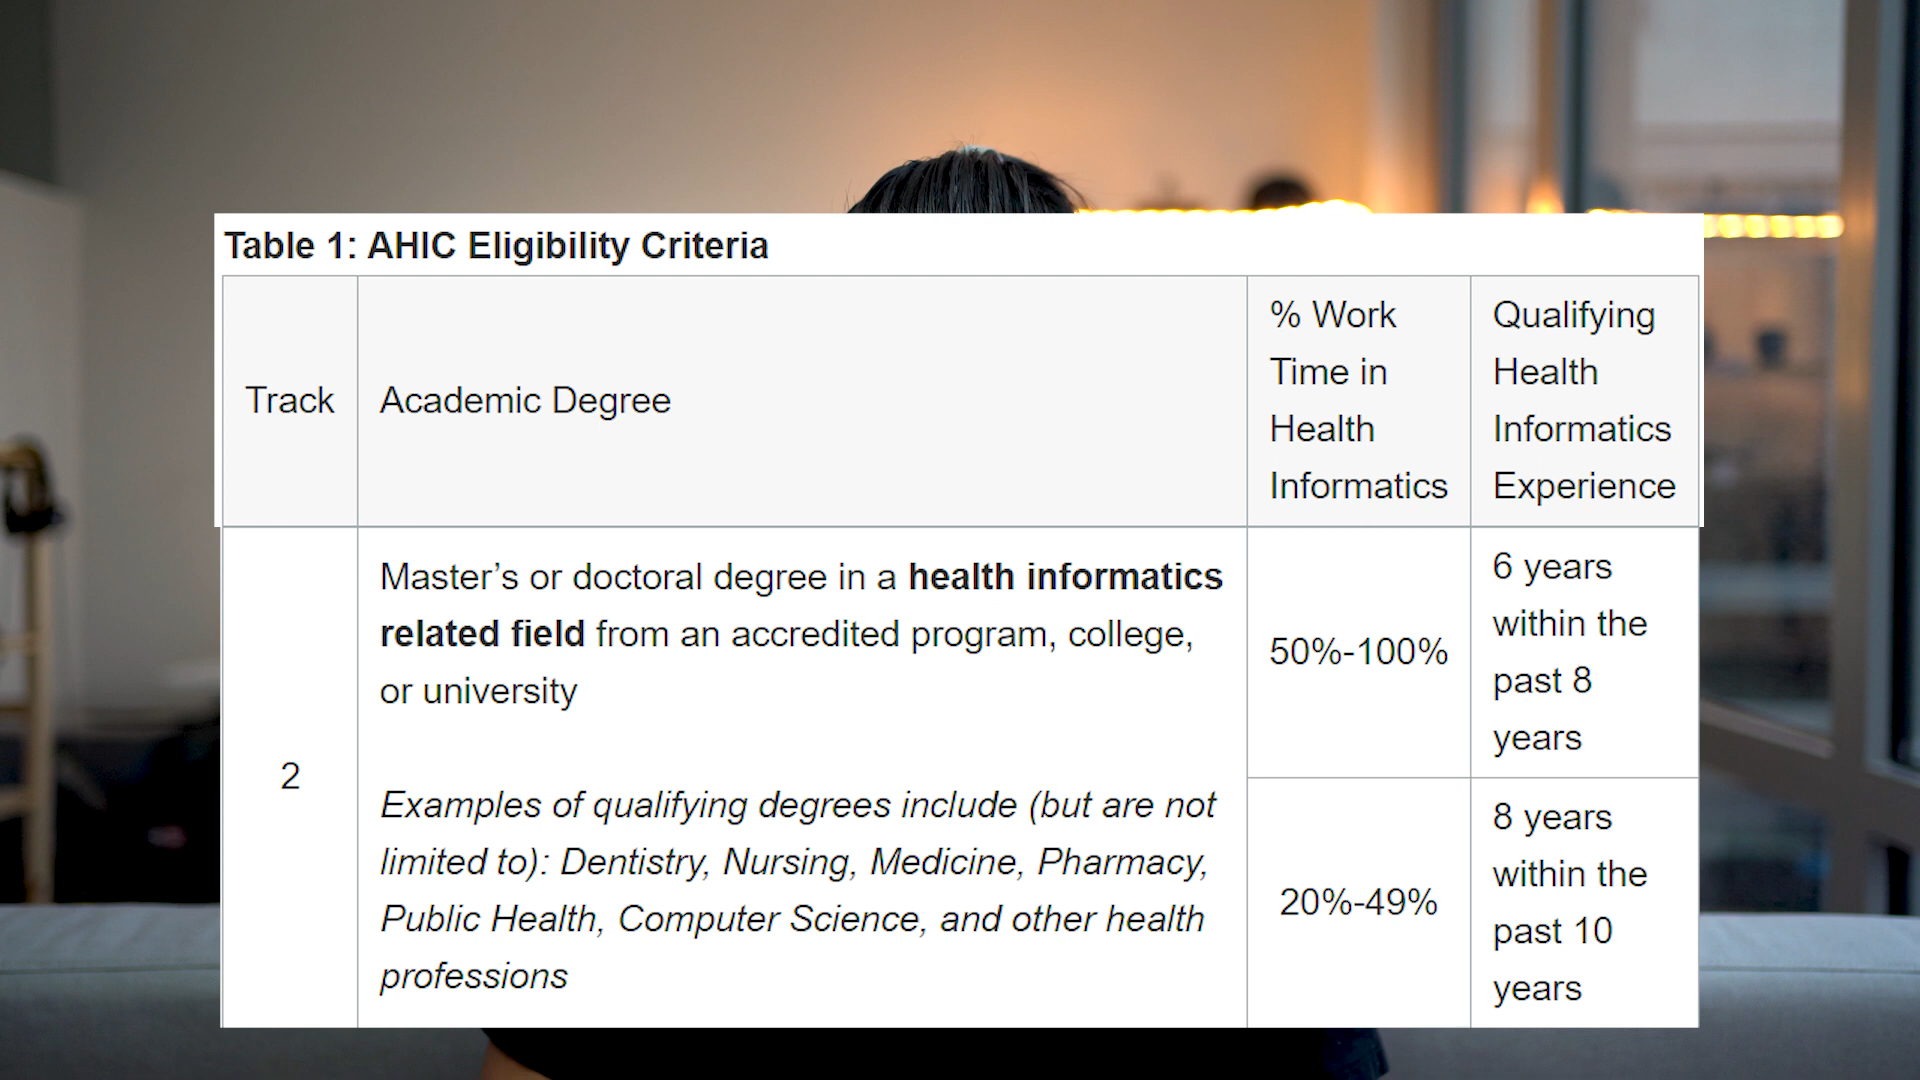 Table 1: AHIC Eligibility Criteria
Track
Academic Degree
% Work
Time in
Health
Informatics
Qualifying
Health
Informatics
Experience
2
Master’s or doctoral degree in a health informatics
related field from an accredited program, college,
or university
Examples of qualifying degrees include (but are not
limited to): Dentistry, Nursing, Medicine, Pharmacy,
Public Health, Computer Science, and other health
professions
50%-100%
6 years
within the
past 8
years
20%-49%
8 years
within the
past 10
years